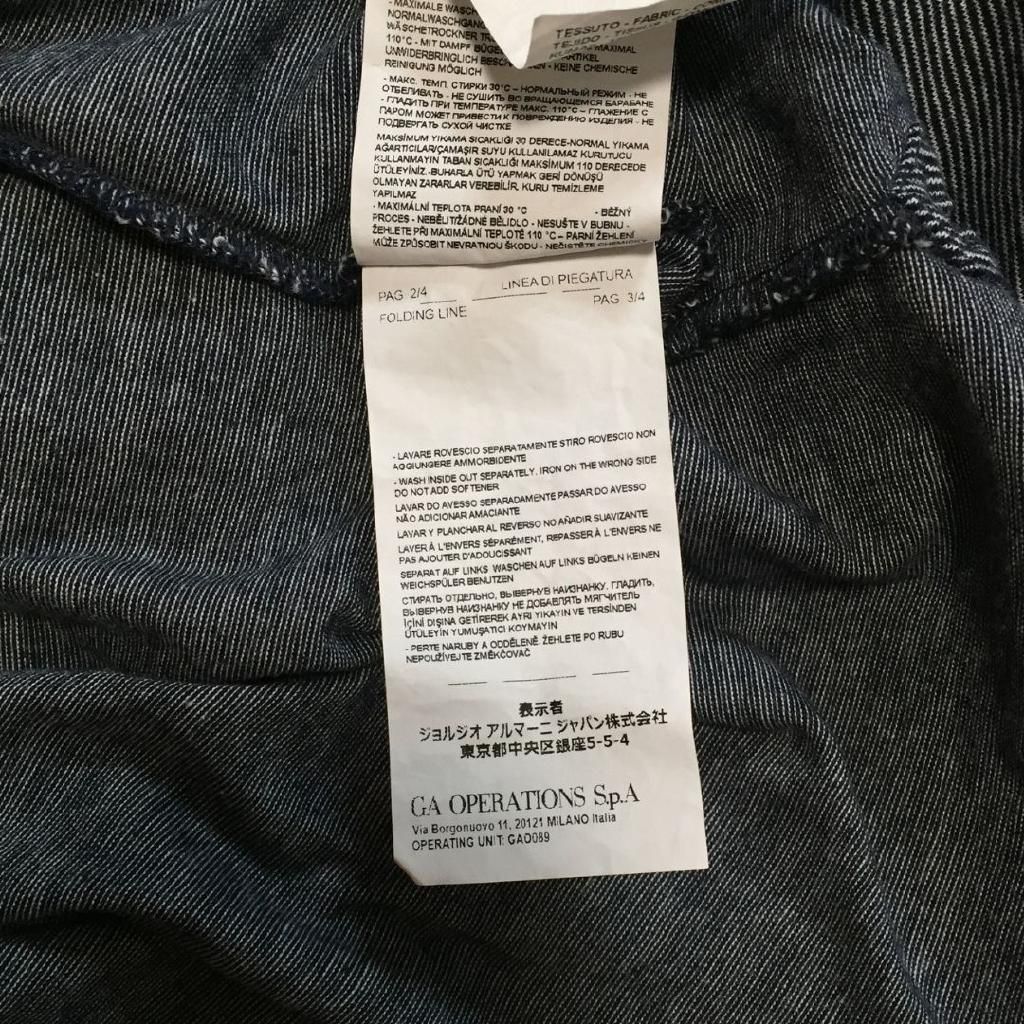 TESSUTO - FABRIC -
TEJIDO -
- MAXIMALE
NORMALWASCHGANG
WÄSCHETROCKNER
110°C - MIT DAMPF MAXIMAL
UNWIDERBRINGLICH ARTIKEL
REINIGUNG MÖGLICH - KEINE CHEMISCHE
- МАКС. ТЕМП. СТИРКИ 30°C – НОРМАЛЬНЫЙ РЕЖИМ - НЕ
ОТБЕЛИВАТЬ - НЕ СУШИТЬ ВО ВРАЩАЮЩЕМСЯ БАРАБАНЕ
- ГЛАДИТЬ ПРИ ТЕМПЕРАТУРЕ МАКС. 110°C – ГЛАЖЕНИЕ С
ПАРОМ МОЖЕТ ПРИВЕСТИ К ПОВРЕЖДЕНИЮ ИЗДЕЛИЯ - НЕ
ПОДВЕРГАТЬ СУХОЙ ЧИСТКЕ
MAKSİMUM YIKAMA SICAKLIĞI 30 DERECE-NORMAL YIKAMA
AĞARTICILAR/ÇAMAŞIR SUYU KULLANILAMAZ KURUTUCU
KULLANMAYIN TABAN SICAKLIĞI MAKSİMUM 110 DERECEDE
ÜTÜLEYİNİZ.-BUHARLA ÜTÜ YAPMAK GERİ DÖNÜŞÜ
OLMAYAN ZARARLAR VEREBİLİR. KURU TEMİZLEME
YAPILMAZ
- MAXIMÁLNÍ TEPLOTA PRANÍ 30 °C - BĚŽNÝ
PROCES - NEBĚLIT/ŽÁDNÉ BĚLIDLO - NESUŠTE V BUBNU -
ŽEHLETE PŘI MAXIMÁLNÍ TEPLOTĚ 110 °C – PARNÍ ŽEHLENÍ
MŮŽE ZPŮSOBIT NEVRATNOU ŠKODU - NEČISTĚTE CHEMICKY
PAG 2/4 LINEA DI PIEGATURA
FOLDING LINE PAG 3/4
- LAVARE ROVESCIO SEPARATAMENTE STIRO ROVESCIO NON
AGGIUNGERE AMMORBIDENTE
- WASH INSIDE OUT SEPARATELY, IRON ON THE WRONG SIDE
DO NOT ADD SOFTENER
LAVAR DO AVESSO SEPARADAMENTE PASSAR DO AVESSO
NÃO ADICIONAR AMACIANTE
LAVAR Y PLANCHAR AL REVERSO NO AÑADIR SUAVIZANTE
LAVER À L'ENVERS SÉPARÉMENT, REPASSER À L'ENVERS NE
PAS AJOUTER D'ADOUCISSANT
SEPARAT AUF LINKS WASCHEN AUF LINKS BÜGELN KEINEN
WEICHSPÜLER BENUTZEN
СТИРАТЬ ОТДЕЛЬНО, ВЫВЕРНУВ НАИЗНАНКУ. ГЛАДИТЬ,
ВЫВЕРНУВ НАИЗНАНКУ НЕ ДОБАВЛЯТЬ МЯГЧИТЕЛЬ
İÇİNİ DIŞINA GETİREREK AYRI YIKAYIN VE TERSİNDEN
ÜTÜLEYİN YUMUŞATICI KOYMAYIN
- PERTE NARUBY A ODDĚLENĚ. ŽEHLETE PO RUBU
NEPOUŽÍVEJTE ZMĚKČOVAČ
表示者
ジョルジオ アルマーニ ジャパン株式会社
東京都中央区銀座5-5-4
GA OPERATIONS S.p.A
Via Borgonuovo 11, 20121 MILANO Italia
OPERATING UNIT: GAO089